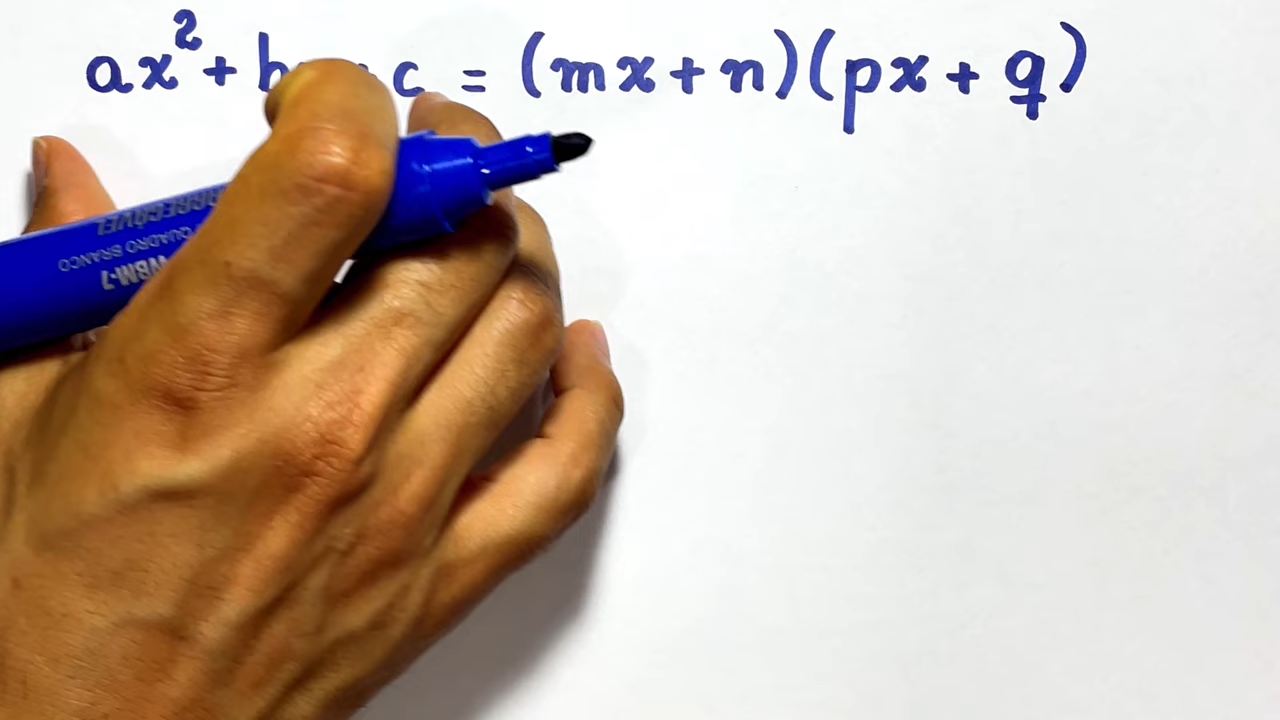 ax² + b c = (mx + n)(px + q)
QUADRO BRANCO
WBM-7